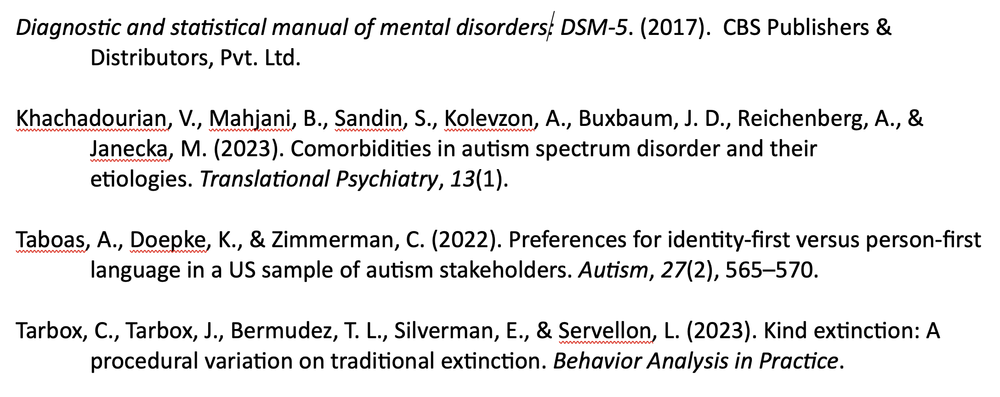 Diagnostic and statistical manual of mental disorders: DSM-5. (2017).  CBS Publishers &
Distributors, Pvt. Ltd.
Khachadourian, V., Mahjani, B., Sandin, S., Kolevzon, A., Buxbaum, J. D., Reichenberg, A., &
Janecka, M. (2023). Comorbidities in autism spectrum disorder and their
etiologies. Translational Psychiatry, 13(1).
Taboas, A., Doepke, K., & Zimmerman, C. (2022). Preferences for identity-first versus person-first
language in a US sample of autism stakeholders. Autism, 27(2), 565–570.
Tarbox, C., Tarbox, J., Bermudez, T. L., Silverman, E., & Servellon, L. (2023). Kind extinction: A
procedural variation on traditional extinction. Behavior Analysis in Practice.